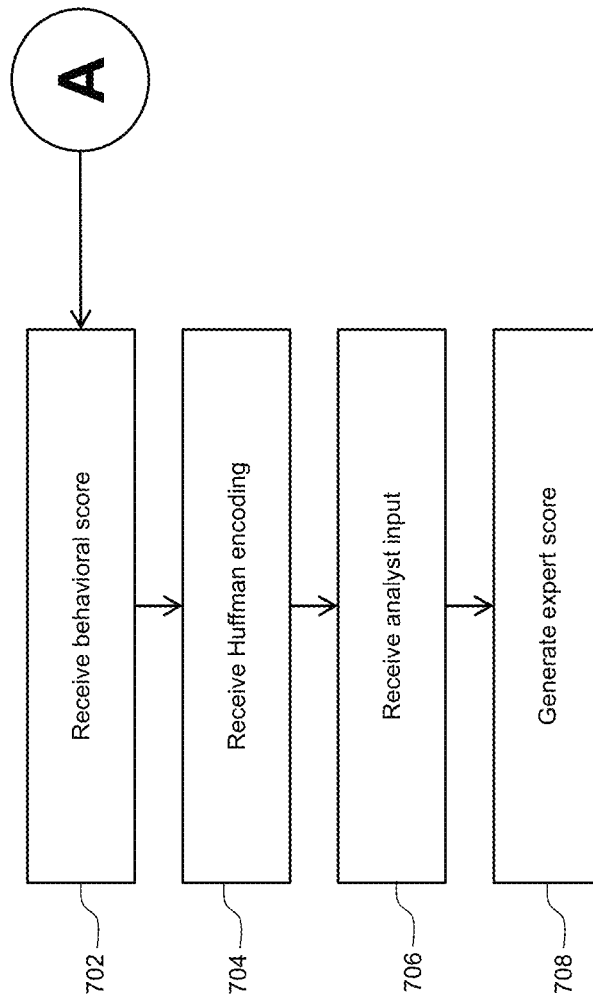 A
702
Receive behavioral score
704
Receive Huffman encoding
706
Receive analyst input
708
Generate expert score